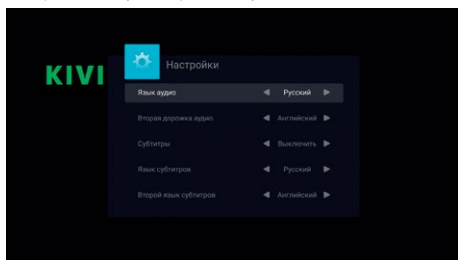 KIVI
Настройки
Язык аудио Русский
Вторая дорожка аудио Английский
Субтитры Выключить
Язык субтитров Русский
Второй язык субтитров Английский